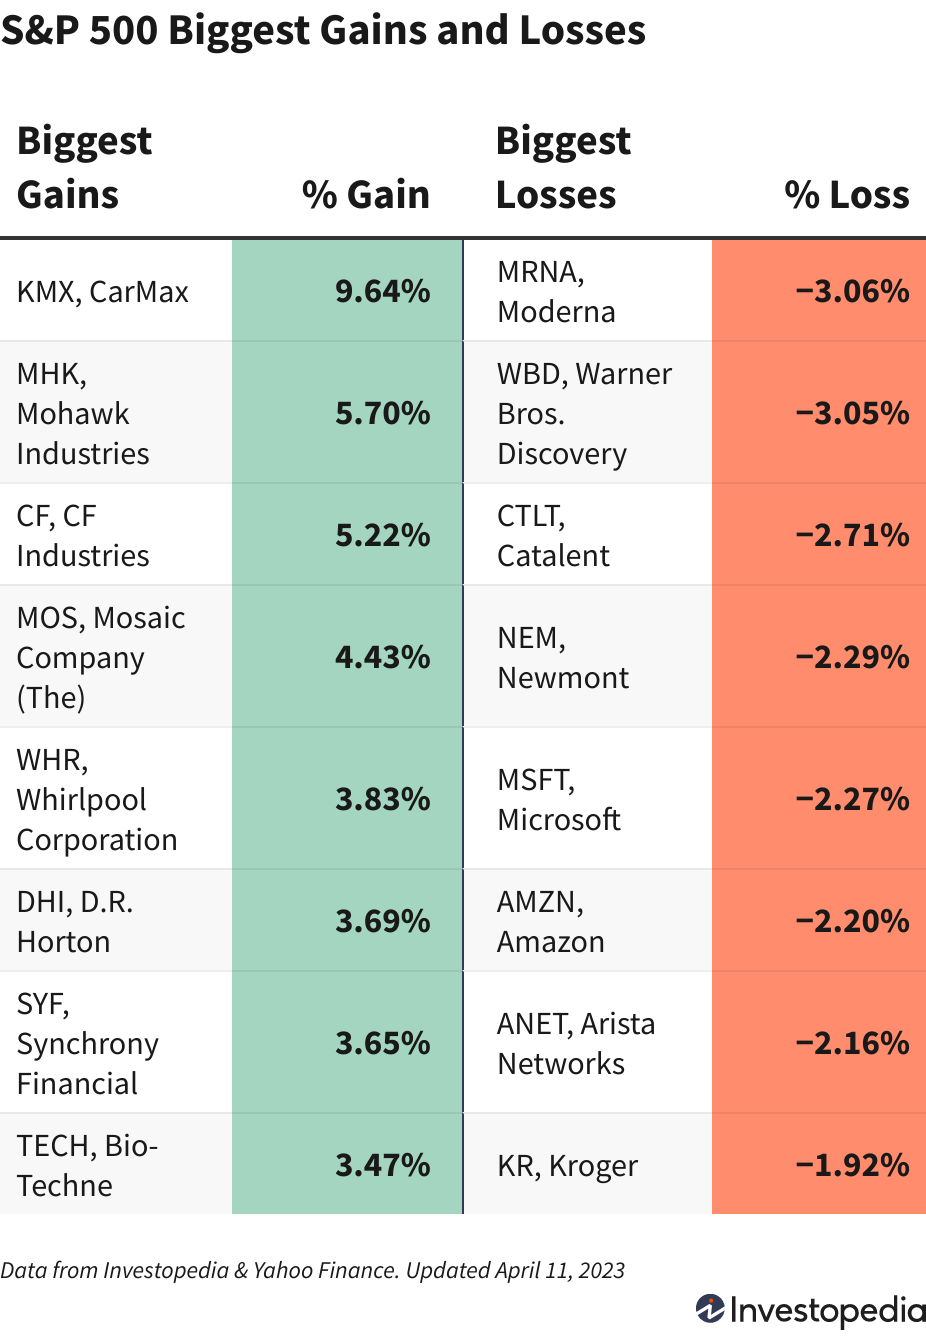 S&P 500 Biggest Gains and Losses
Biggest
Gains
% Gain
Biggest
Losses
% Loss
KMX, CarMax
9.64%
MRNA,
Moderna
−3.06%
MHK,
Mohawk
Industries
5.70%
WBD, Warner
Bros.
Discovery
−3.05%
CF, CF
Industries
5.22%
CTLT,
Catalent
−2.71%
MOS, Mosaic
Company
(The)
4.43%
NEM,
Newmont
−2.29%
WHR,
Whirlpool
Corporation
3.83%
MSFT,
Microsoft
−2.27%
DHI, D.R.
Horton
3.69%
AMZN,
Amazon
−2.20%
SYF,
Synchrony
Financial
3.65%
ANET, Arista
Networks
−2.16%
TECH, Bio-
Techne
3.47%
KR, Kroger
−1.92%
Data from Investopedia & Yahoo Finance. Updated April 11, 2023
Investopedia